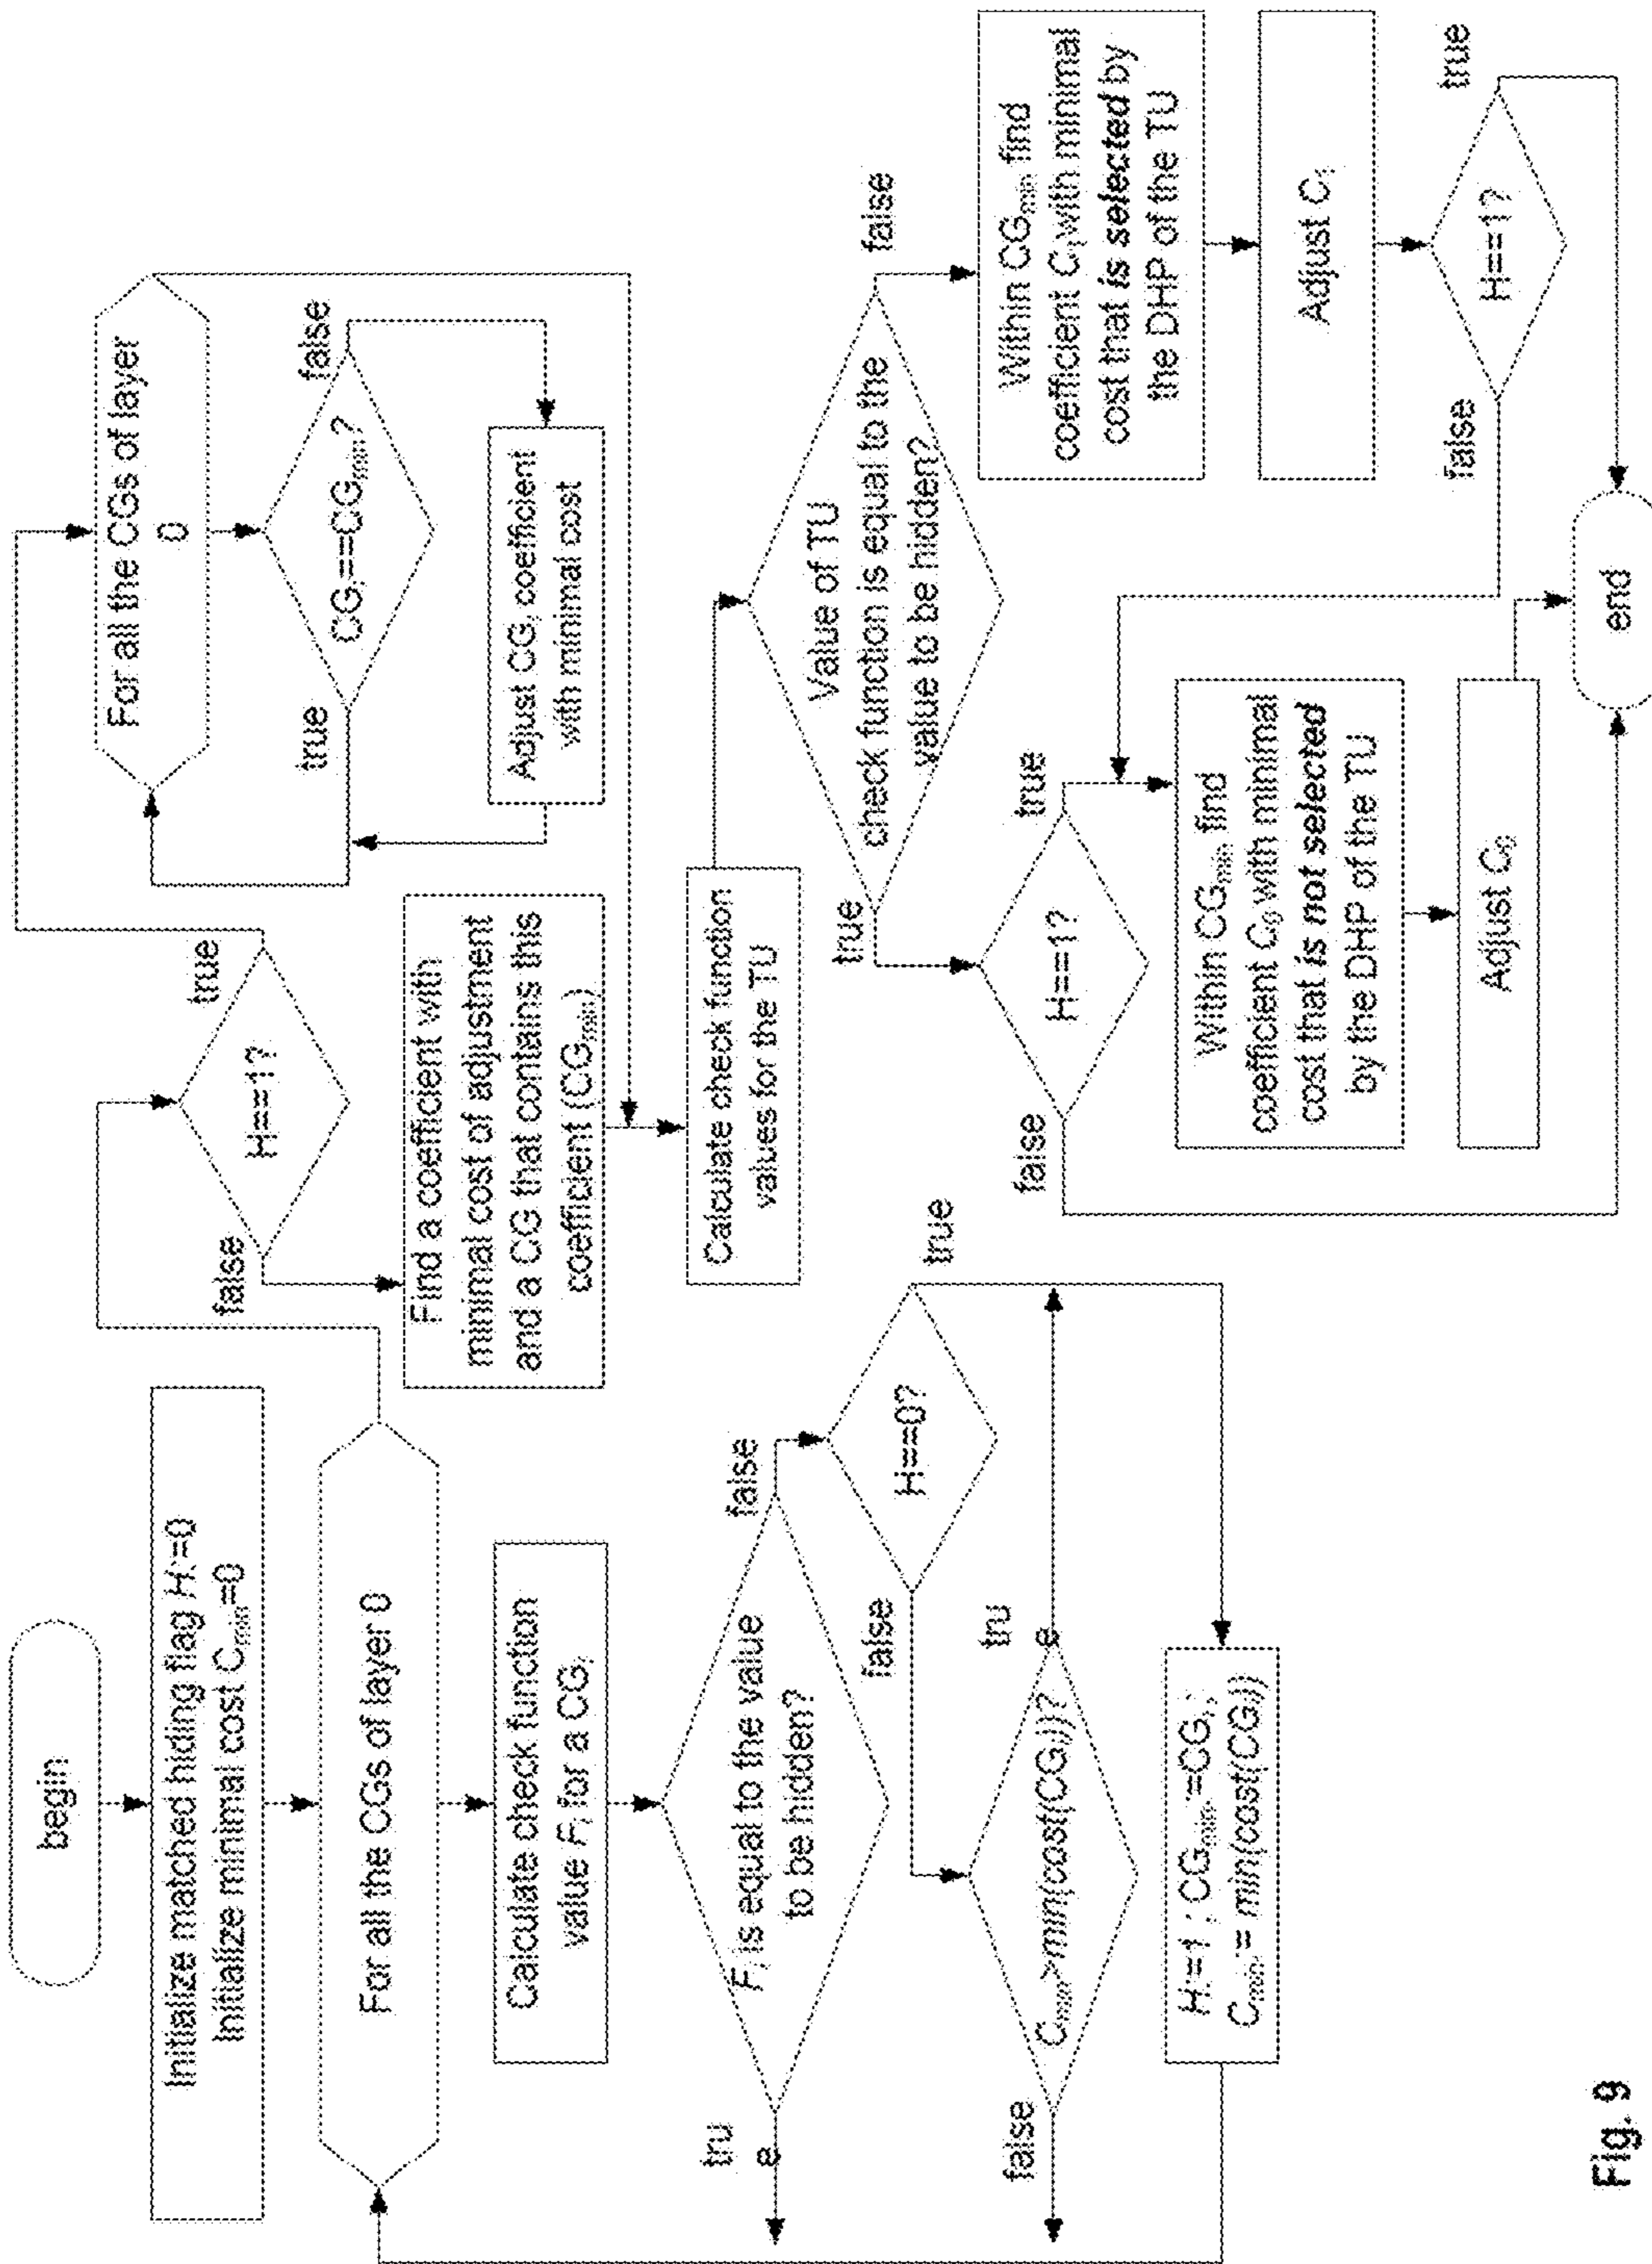 begin
Initialize matched hiding flag H:=0
Initialize minimal cost Cmin=0
For all the CGs of layer 0
Calculate check function
value Fi for a CGi
Fi is equal to the value
to be hidden?
tru
e
false
H==0?
false
true
Cmin>min(cost(CGi))?
false
tru
e
H:=1; CGmin:=CGi;
Cmin:= min(cost(CGi))
H==1?
false
true
Find a coefficient with
minimal cost of adjustment
and a CG that contains this
coefficient (CGmin)
For all the CGs of layer
0
CGi==CGmin?
true
false
Adjust CGi coefficient
with minimal cost
Calculate check function
values for the TU
Value of TU
check function is equal to the
value to be hidden?
true
false
H==1?
false
true
Within CGmin find
coefficient C0 with minimal
cost that is not selected
by the DHP of the TU
Adjust C0
Within CGmin find
coefficient C1 with minimal
cost that is selected by
the DHP of the TU
Adjust C1
H==1?
false
true
end
Fig. 9